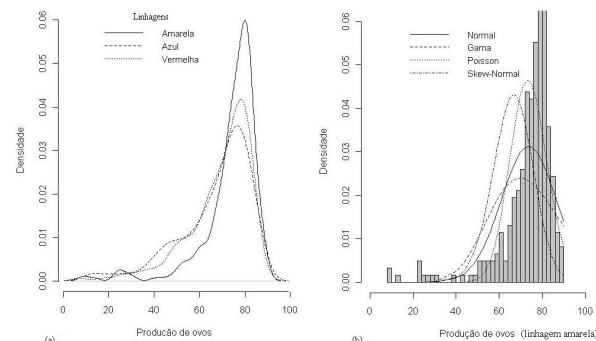 Linhagens
Amarela
Azul
Vermelha
Densidade
0.00
0.01
0.02
0.03
0.04
0.05
0.06
0
20
40
60
80
100
Producão de ovos
(a)
Normal
Gama
Poisson
Skew-Normal
Densidade
0.00
0.01
0.02
0.03
0.04
0.05
0.06
0
20
40
60
80
100
Produção de ovos (linhagem amarela)
(b)